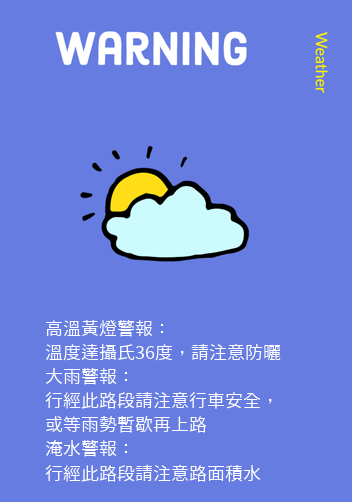 WARNING
Weather
高溫黃燈警報：
溫度達攝氏36度，請注意防曬
大雨警報：
行經此路段請注意行車安全，
或等雨勢暫歇再上路
淹水警報：
行經此路段請注意路面積水